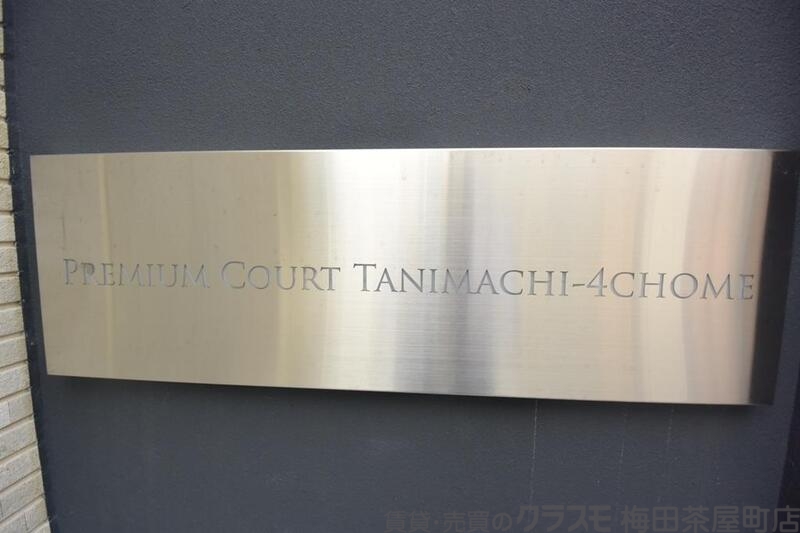 PREMIUM COURT TANIMACHI-4CHOME
賃貸・売買のクラスモ 梅田茶屋町店